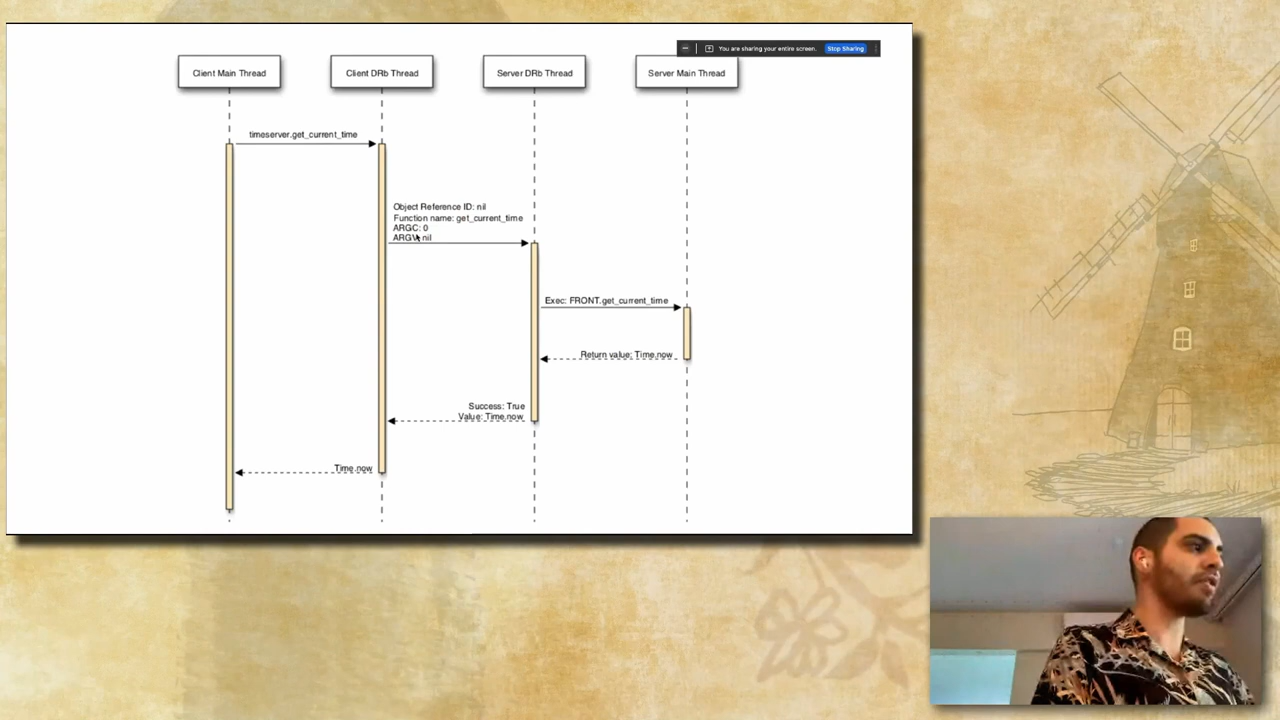 You are sharing your entire screen.
Stop Sharing
Client Main Thread
Client DRb Thread
Server DRb Thread
Server Main Thread
timeserver.get_current_time
Object Reference ID: nil
Function name: get_current_time
ARGC: 0
ARGV: nil
Exec: FRONT.get_current_time
Return value: Time.now
Success: True
Value: Time.now
Time.now